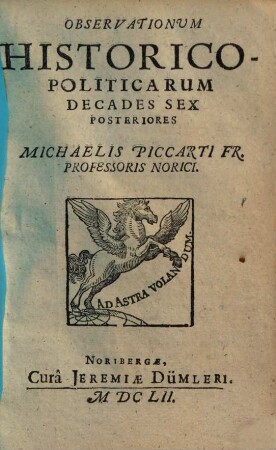 OBSERVATIONUM
HISTORICO-
POLITICARUM
DECADES SEX
POSTERIORES
MICHAELIS PICCARTI FR.
PROFESSORIS NORICI.
AD ASTRA VOLANDUM.
NORIBERGÆ,
Curâ JEREMIÆ DÜMLERI.
M DC LII.